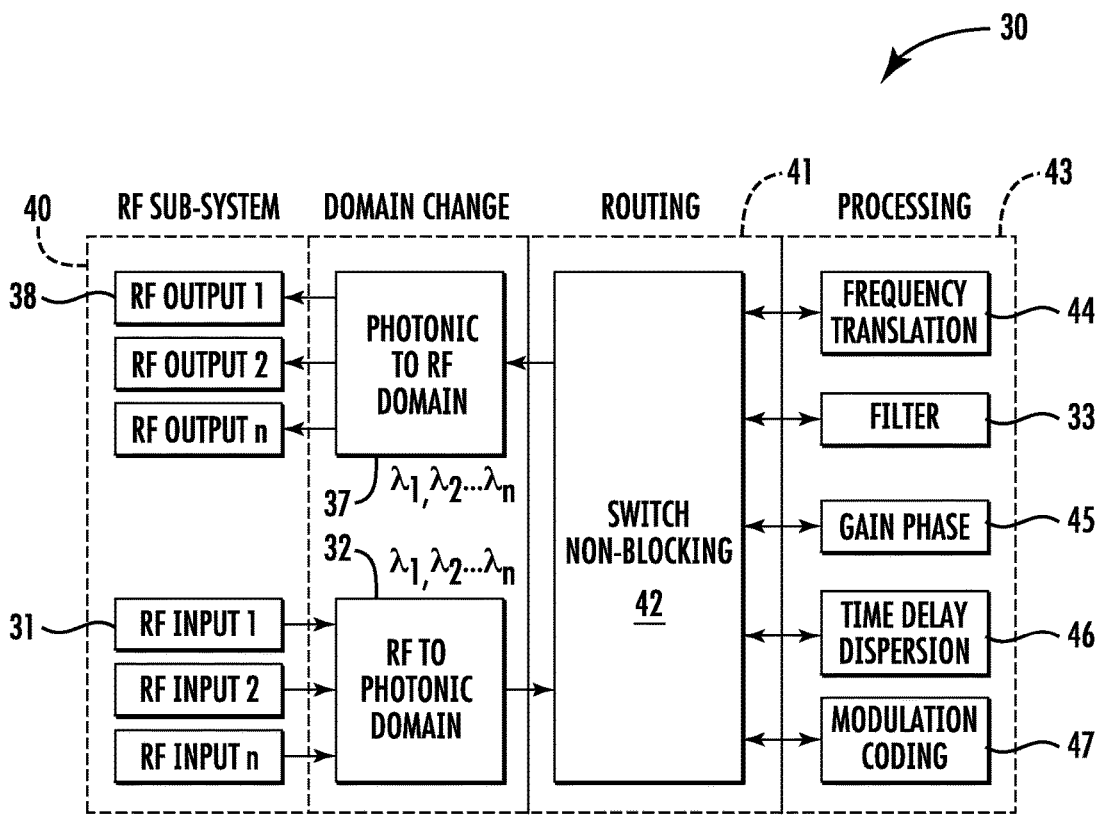 30
41
43
40
RF SUB-SYSTEM
DOMAIN CHANGE
ROUTING
PROCESSING
38
RF OUTPUT 1
RF OUTPUT 2
RF OUTPUT n
PHOTONIC
TO RF
DOMAIN
37
λ1, λ2...λn
32
λ1, λ2...λn
31
RF INPUT 1
RF INPUT 2
RF INPUT n
RF TO
PHOTONIC
DOMAIN
SWITCH
NON-BLOCKING
42
FREQUENCY
TRANSLATION
44
FILTER
33
GAIN PHASE
45
TIME DELAY
DISPERSION
46
MODULATION
CODING
47